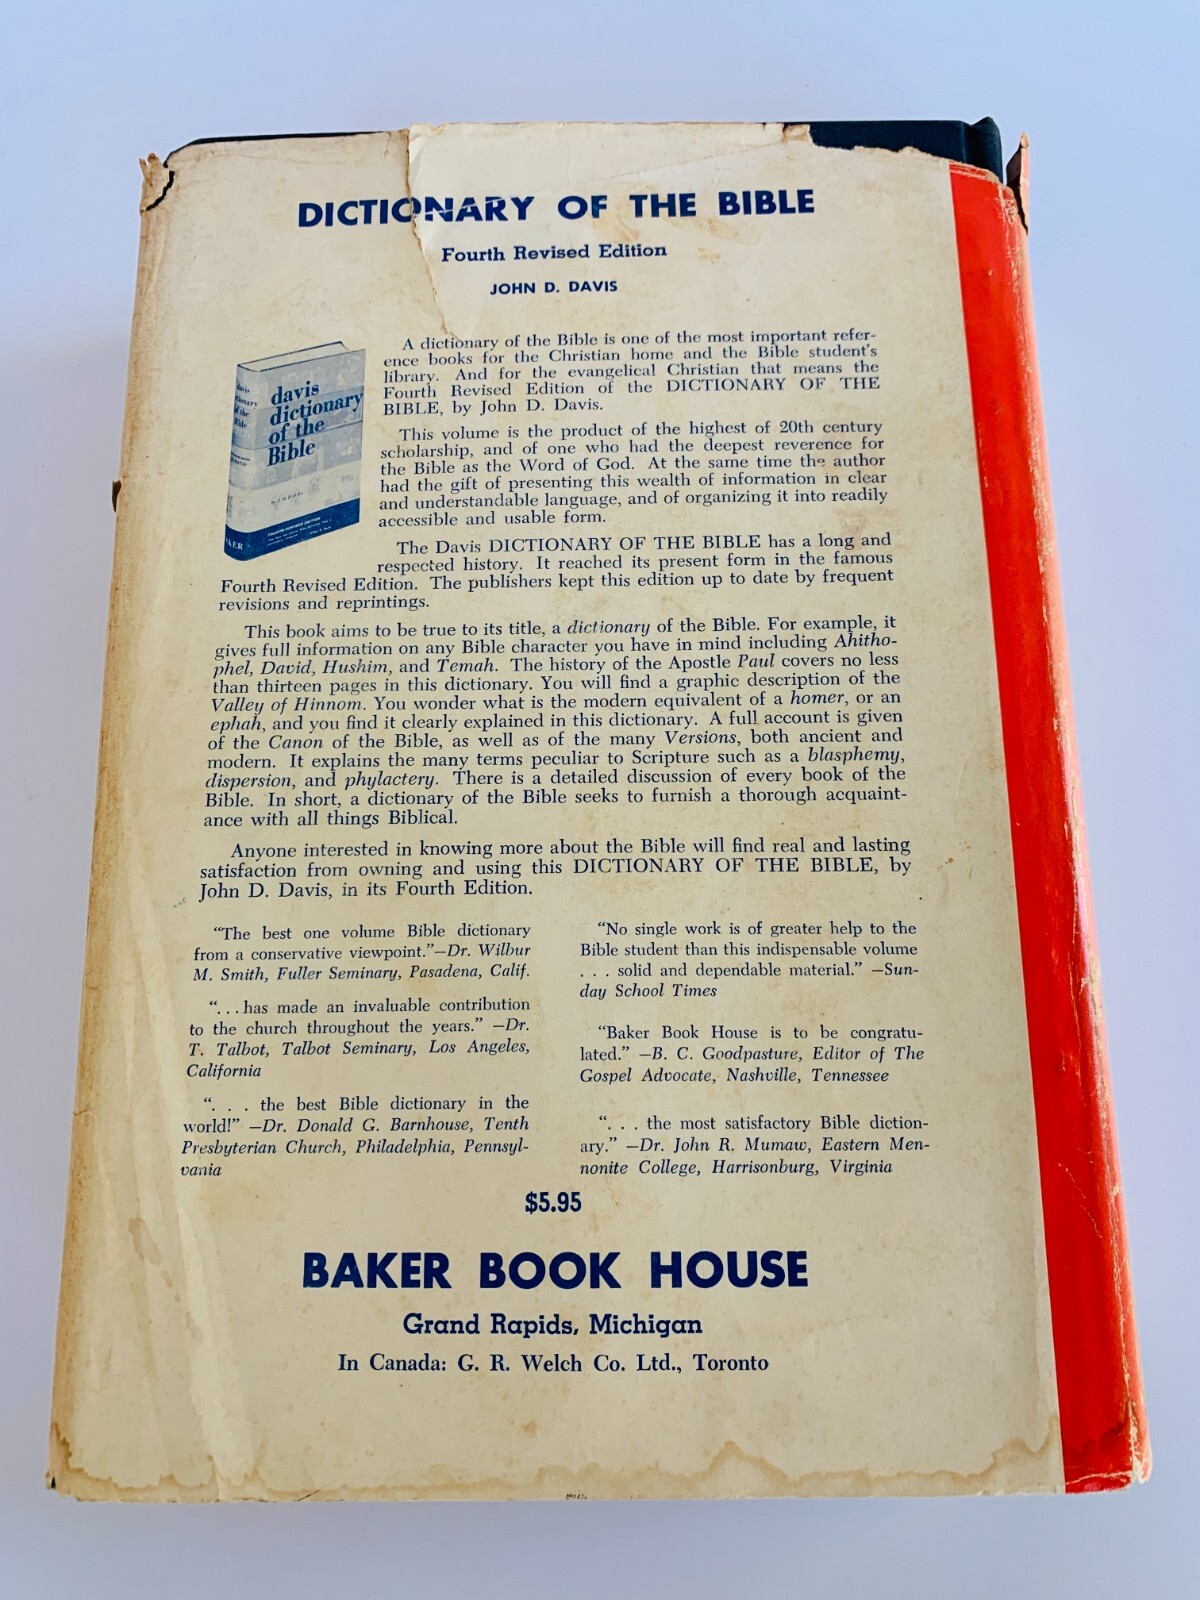 DICTIONARY OF THE BIBLE
Fourth Revised Edition
JOHN D. DAVIS
davis
dictionary
of the
Bible
A dictionary of the Bible is one of the most important refer-
ence books for the Christian home and the Bible student's
library. And for the evangelical Christian that means the
Fourth Revised Edition of the DICTIONARY OF THE
BIBLE, by John D. Davis.
This volume is the product of the highest of 20th century
scholarship, and of one who had the deepest reverence for
the Bible as the Word of God. At the same time the author
had the gift of presenting this wealth of information in clear
and understandable language, and of organizing it into readily
accessible and usable form.
The Davis DICTIONARY OF THE BIBLE has a long and
respected history. It reached its present form in the famous
Fourth Revised Edition. The publishers kept this edition up to date by frequent
revisions and reprintings.
This book aims to be true to its title, a dictionary of the Bible. For example, it
gives full information on any Bible character you have in mind including Ahitho-
phel, David, Hushim, and Temah. The history of the Apostle Paul covers no less
than thirteen pages in this dictionary. You will find a graphic description of the
Valley of Hinnom. You wonder what is the modern equivalent of a homer, or an
ephah, and you find it clearly explained in this dictionary. A full account is given
of the Canon of the Bible, as well as of the many Versions, both ancient and
modern. It explains the many terms peculiar to Scripture such as a blasphemy,
dispersion, and phylactery. There is a detailed discussion of every book of the
Bible. In short, a dictionary of the Bible seeks to furnish a thorough acquaint-
ance with all things Biblical.
Anyone interested in knowing more about the Bible will find real and lasting
satisfaction from owning and using this DICTIONARY OF THE BIBLE, by
John D. Davis, in its Fourth Edition.
"The best one volume Bible dictionary
from a conservative viewpoint."—Dr. Wilbur
M. Smith, Fuller Seminary, Pasadena, Calif.
". . . has made an invaluable contribution
to the church throughout the years." —Dr.
T. Talbot, Talbot Seminary, Los Angeles,
California
". . . the best Bible dictionary in the
world!" —Dr. Donald G. Barnhouse, Tenth
Presbyterian Church, Philadelphia, Pennsyl-
vania
"No single work is of greater help to the
Bible student than this indispensable volume
. . . solid and dependable material." —Sun-
day School Times
"Baker Book House is to be congratu-
lated." —B. C. Goodpasture, Editor of The
Gospel Advocate, Nashville, Tennessee
". . . the most satisfactory Bible diction-
ary." —Dr. John R. Mumaw, Eastern Men-
nonite College, Harrisonburg, Virginia
$5.95
BAKER BOOK HOUSE
Grand Rapids, Michigan
In Canada: G. R. Welch Co. Ltd., Toronto